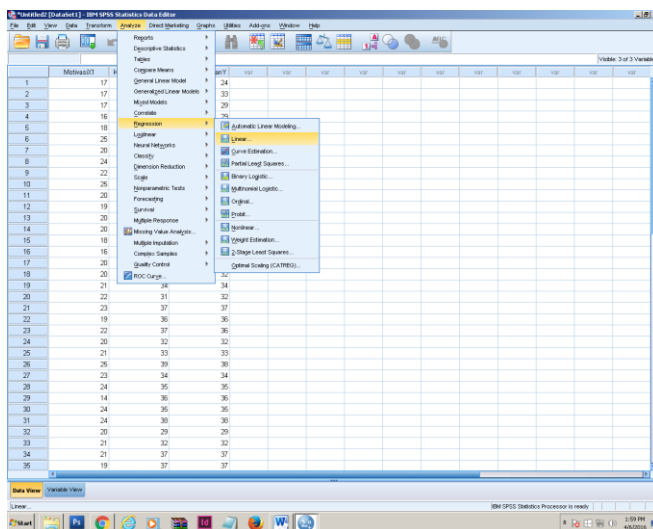 *Untitled2 [DataSet1] - IBM SPSS Statistics Data Editor
File Edit View Data Transform Analyze Direct Marketing Graphs Utilities Add-ons Window Help
Visible: 3 of 3 Variable
Reports
Descriptive Statistics
Tables
Compare Means
General Linear Model
Generalized Linear Models
Mixed Models
Correlate
Regression
Loglinear
Neural Networks
Classify
Dimension Reduction
Scale
Nonparametric Tests
Forecasting
Survival
Multiple Response
Missing Value Analysis...
Multiple Imputation
Complex Samples
Quality Control
ROC Curve...
Automatic Linear Modeling...
Linear...
Curve Estimation...
Partial Least Squares...
Binary Logistic...
Multinomial Logistic...
Ordinal...
Probit...
Nonlinear...
Weight Estimation...
2-Stage Least Squares...
Optimal Scaling (CATREG)...
MotivasiX1 anY var var var var var var var var var var var
1 17 24
2 17 33
3 17 29
4 16 29
5 18
6 25
7 20
8 24
9 22
10 25
11 20
12 19
13 20
14 20
15 18
16 16
17 20
18 20 32
19 21 34 34
20 22 31 32
21 23 37 37
22 19 36 36
23 22 37 36
24 20 32 32
25 21 33 33
26 25 39 38
27 23 34 34
28 24 35 35
29 14 36 36
30 24 35 35
31 24 38 38
32 20 29 29
33 21 32 32
34 21 37 37
35 19 37 37
Data View Variable View
Linear... IBM SPSS Statistics Processor is ready
Start 1:59 PM
4/6/2016